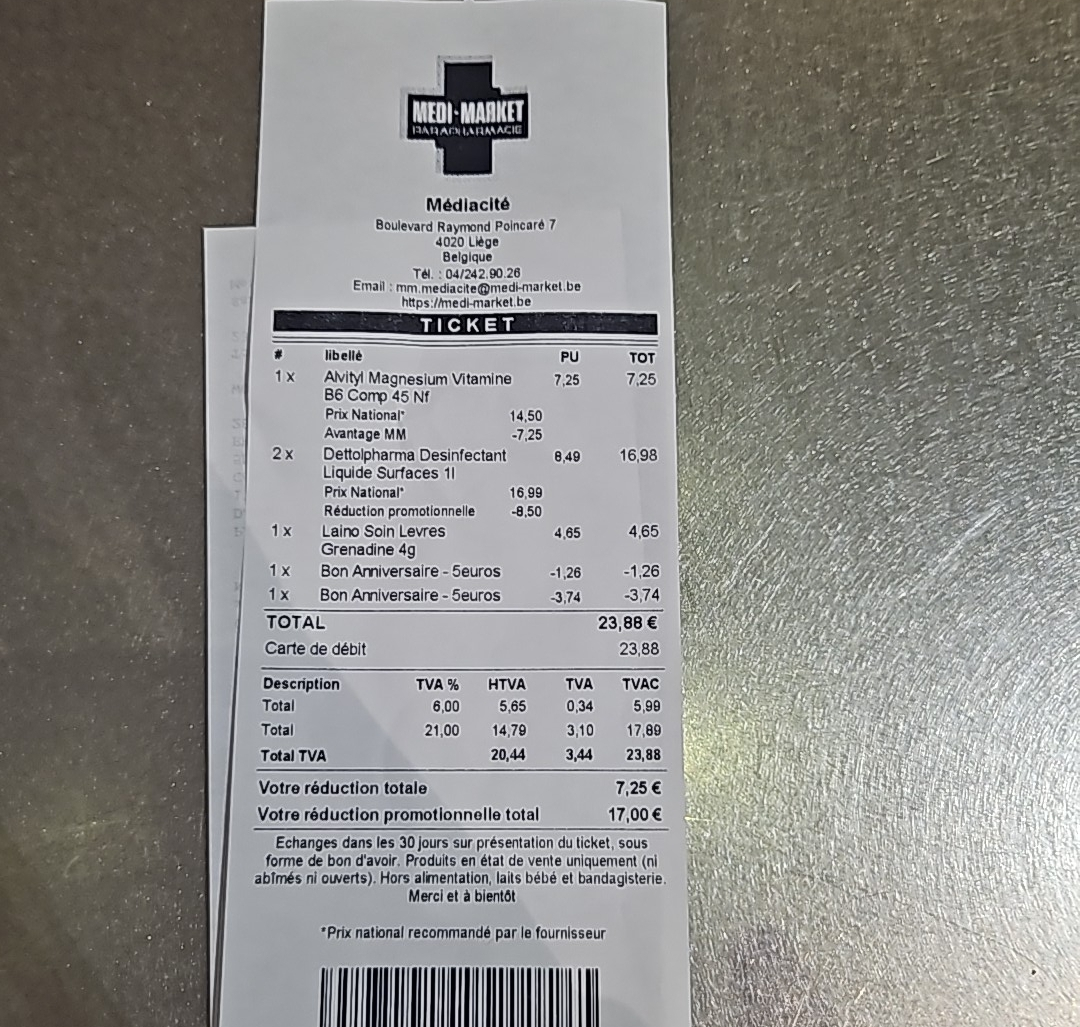 MEDI-MARKET
PARAPHARMACIE
Médiacité
Boulevard Raymond Poincaré 7
4020 Liège
Belgique
Tél. : 04/242.90.26
Email : mm.mediacite@medi-market.be
https://medi-market.be
TICKET
# libellé PU TOT
1 x Alvityl Magnesium Vitamine 7,25 7,25
B6 Comp 45 Nf
Prix National* 14,50
Avantage MM -7,25
2 x Dettolpharma Desinfectant 8,49 16,98
Liquide Surfaces 1l
Prix National* 16,99
Réduction promotionnelle -8,50
1 x Laino Soin Levres 4,65 4,65
Grenadine 4g
1 x Bon Anniversaire - 5euros -1,26 -1,26
1 x Bon Anniversaire - 5euros -3,74 -3,74
TOTAL 23,88 €
Carte de débit 23,88
Description TVA % HTVA TVA TVAC
Total 6,00 5,65 0,34 5,99
Total 21,00 14,79 3,10 17,89
Total TVA 20,44 3,44 23,88
Votre réduction totale 7,25 €
Votre réduction promotionnelle total 17,00 €
Echanges dans les 30 jours sur présentation du ticket, sous
forme de bon d'avoir. Produits en état de vente uniquement (ni
abîmés ni ouverts). Hors alimentation, laits bébé et bandagisterie.
Merci et à bientôt
*Prix national recommandé par le fournisseur